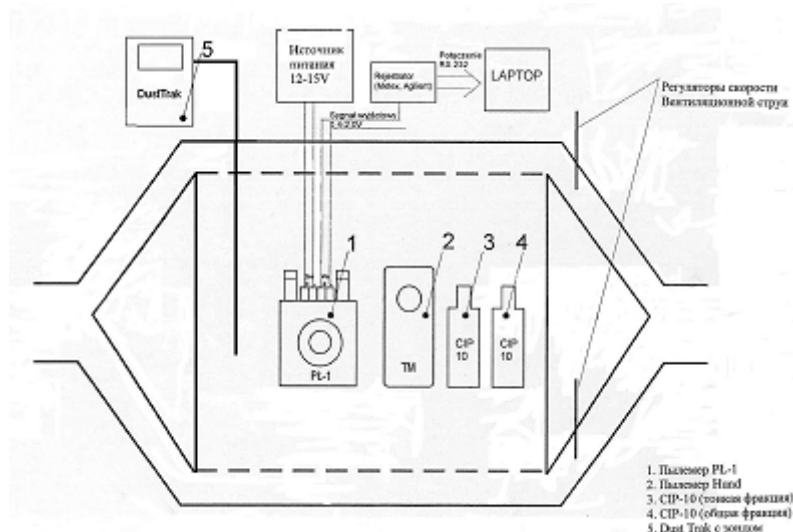 5
DustTrak
Источник
питания
12-15V
Rejestrator
(Metex, Agilent)
Połączenie
RS 232
LAPTOP
Регуляторы скорости
Вентиляционной струи
Sygnał wyjściowy
1
2
3
4
PŁ-1
TM
CIP
10
CIP
10
1. Пылемер PŁ-1
2. Пылемер Hund
3. CIP-10 (тонкая фракция)
4. CIP-10 (общая фракция)
5. Dust Trak с зондом